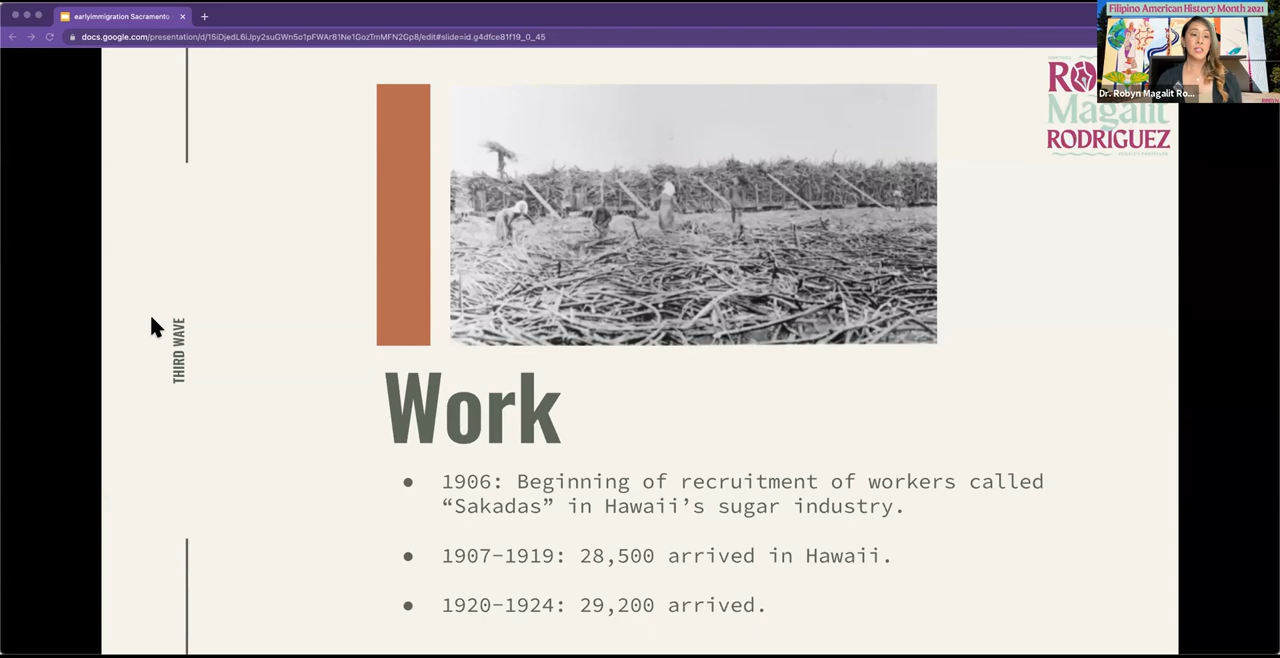 earlyimmigration Sacramento
docs.google.com/presentation/d/15iDjedL6iJpy2suGWn5o1pFWAr81Ne1GozTmMFN2Gp8/edit#slide=id.g4dfce81f19_0_45
Filipino American History Month 2021
Dr. Robyn Magalit Ro...
Magalit
RODRIGUEZ
THIRD WAVE
Work
● 1906: Beginning of recruitment of workers called
“Sakadas” in Hawaii’s sugar industry.
● 1907-1919: 28,500 arrived in Hawaii.
● 1920-1924: 29,200 arrived.